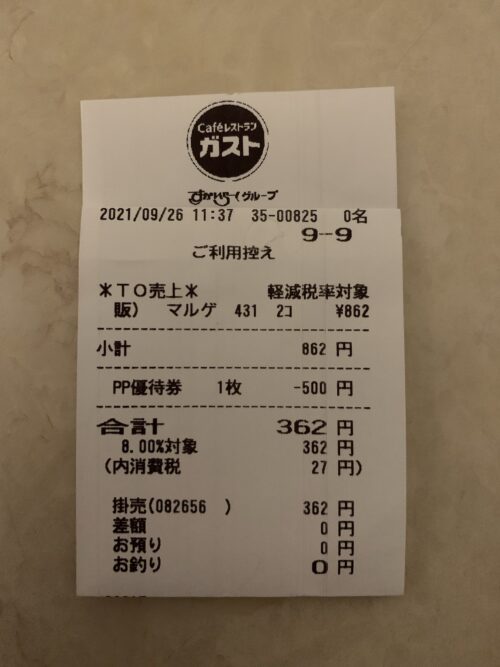 Caféレストラン
ガスト
すかいらーくグループ
2021/09/26 11:37 35-00825 0名
9-9
ご利用控え
*TO売上* 軽減税率対象
販) マルゲ 431 2コ ¥862
小計 862 円
PP優待券 1枚 -500 円
合計 362 円
8.00%対象 362 円
(内消費税 27 円)
掛売(082656 ) 362 円
差額 0 円
お預り 0 円
お釣り 0 円